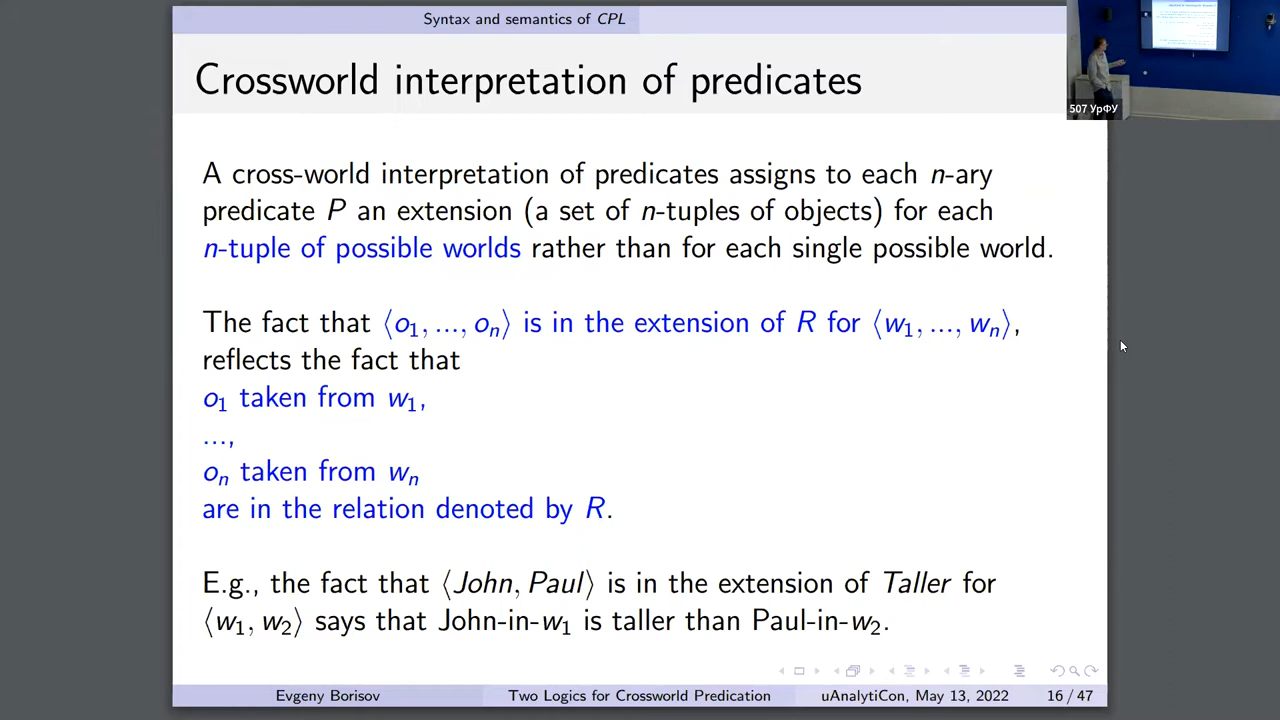 Syntax and semantics of CPL
Crossworld interpretation of predicates
507 УрФУ
A cross-world interpretation of predicates assigns to each n-ary
predicate P an extension (a set of n-tuples of objects) for each
n-tuple of possible worlds rather than for each single possible world.
The fact that ⟨o₁, ..., oₙ⟩ is in the extension of R for ⟨w₁, ..., wₙ⟩,
reflects the fact that
o₁ taken from w₁,
...,
oₙ taken from wₙ
are in the relation denoted by R.
E.g., the fact that ⟨John, Paul⟩ is in the extension of Taller for
⟨w₁, w₂⟩ says that John-in-w₁ is taller than Paul-in-w₂.
Evgeny Borisov Two Logics for Crossworld Predication uAnalytiCon, May 13, 2022 16 / 47